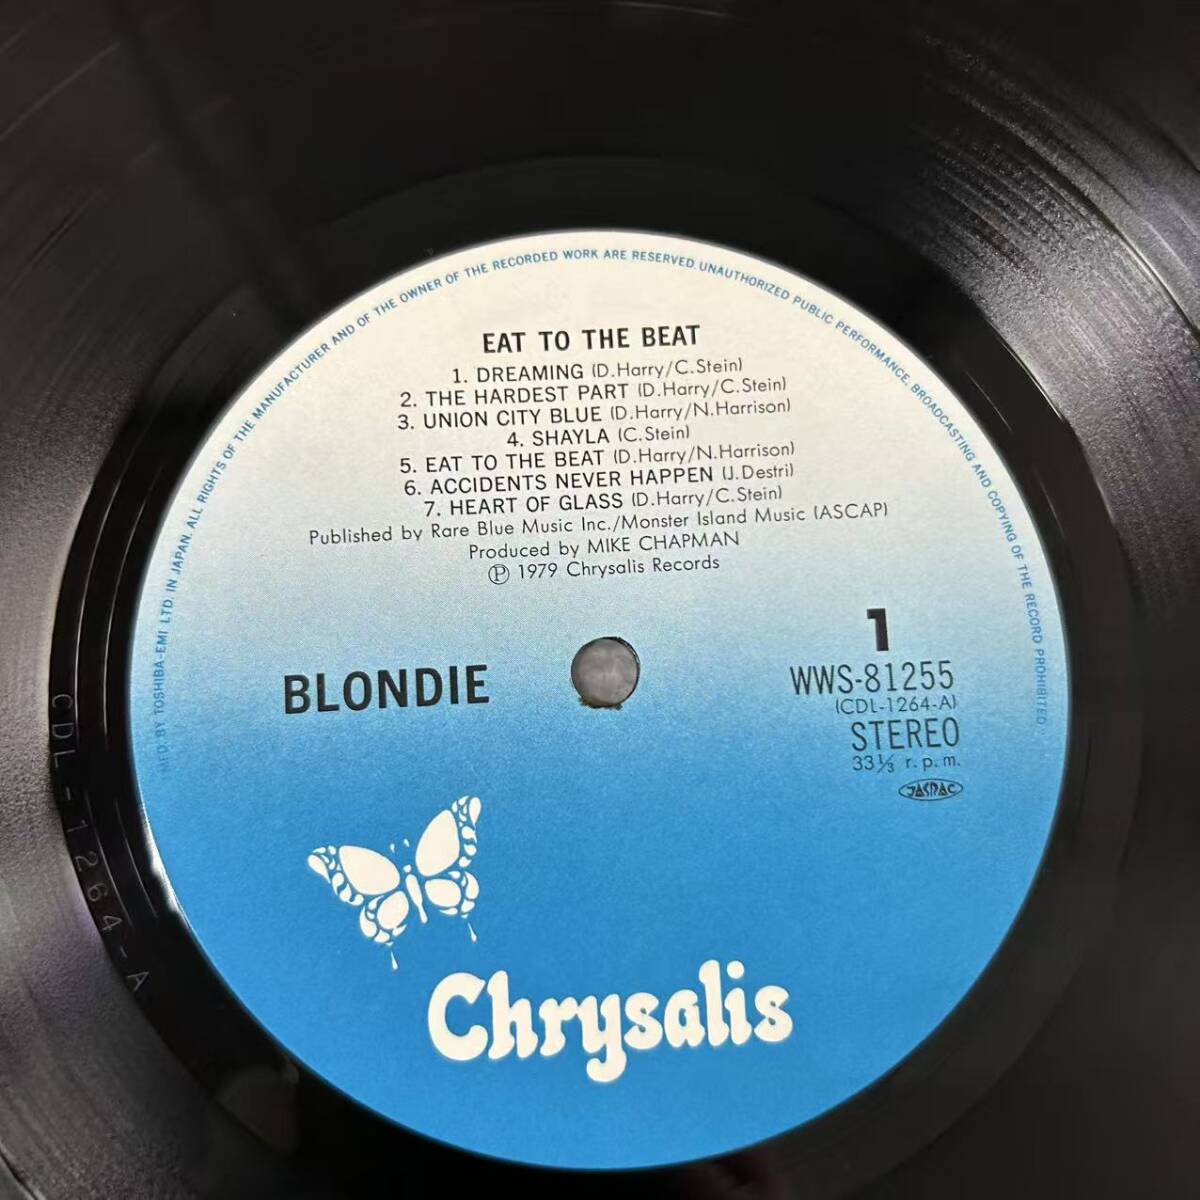 "MFD. BY TOSHIBA-EMI LTD. IN JAPAN. ALL RIGHTS OF THE MANUFACTURER AND OF THE OWNER OF THE RECORDED WORK ARE RESERVED. UNAUTHORIZED PUBLIC PERFORMANCE, BROADCASTING AND COPYING OF THE RECORD PROHIBITED."
EAT TO THE BEAT
1. DREAMING (D.Harry/C.Stein)
2. THE HARDEST PART (D.Harry/C.Stein)
3. UNION CITY BLUE (D.Harry/N.Harrison)
4. SHAYLA (C.Stein)
5. EAT TO THE BEAT (D.Harry/N.Harrison)
6. ACCIDENTS NEVER HAPPEN (J.Destri)
7. HEART OF GLASS (D.Harry/C.Stein)
Published by Rare Blue Music Inc./Monster Island Music (ASCAP)
Produced by MIKE CHAPMAN
Ⓟ 1979 Chrysalis Records
BLONDIE
1
WWS-81255
(CDL-1264-A)
STEREO
33⅓ r.p.m.
JASRAC
Chrysalis
CDL-1264-A